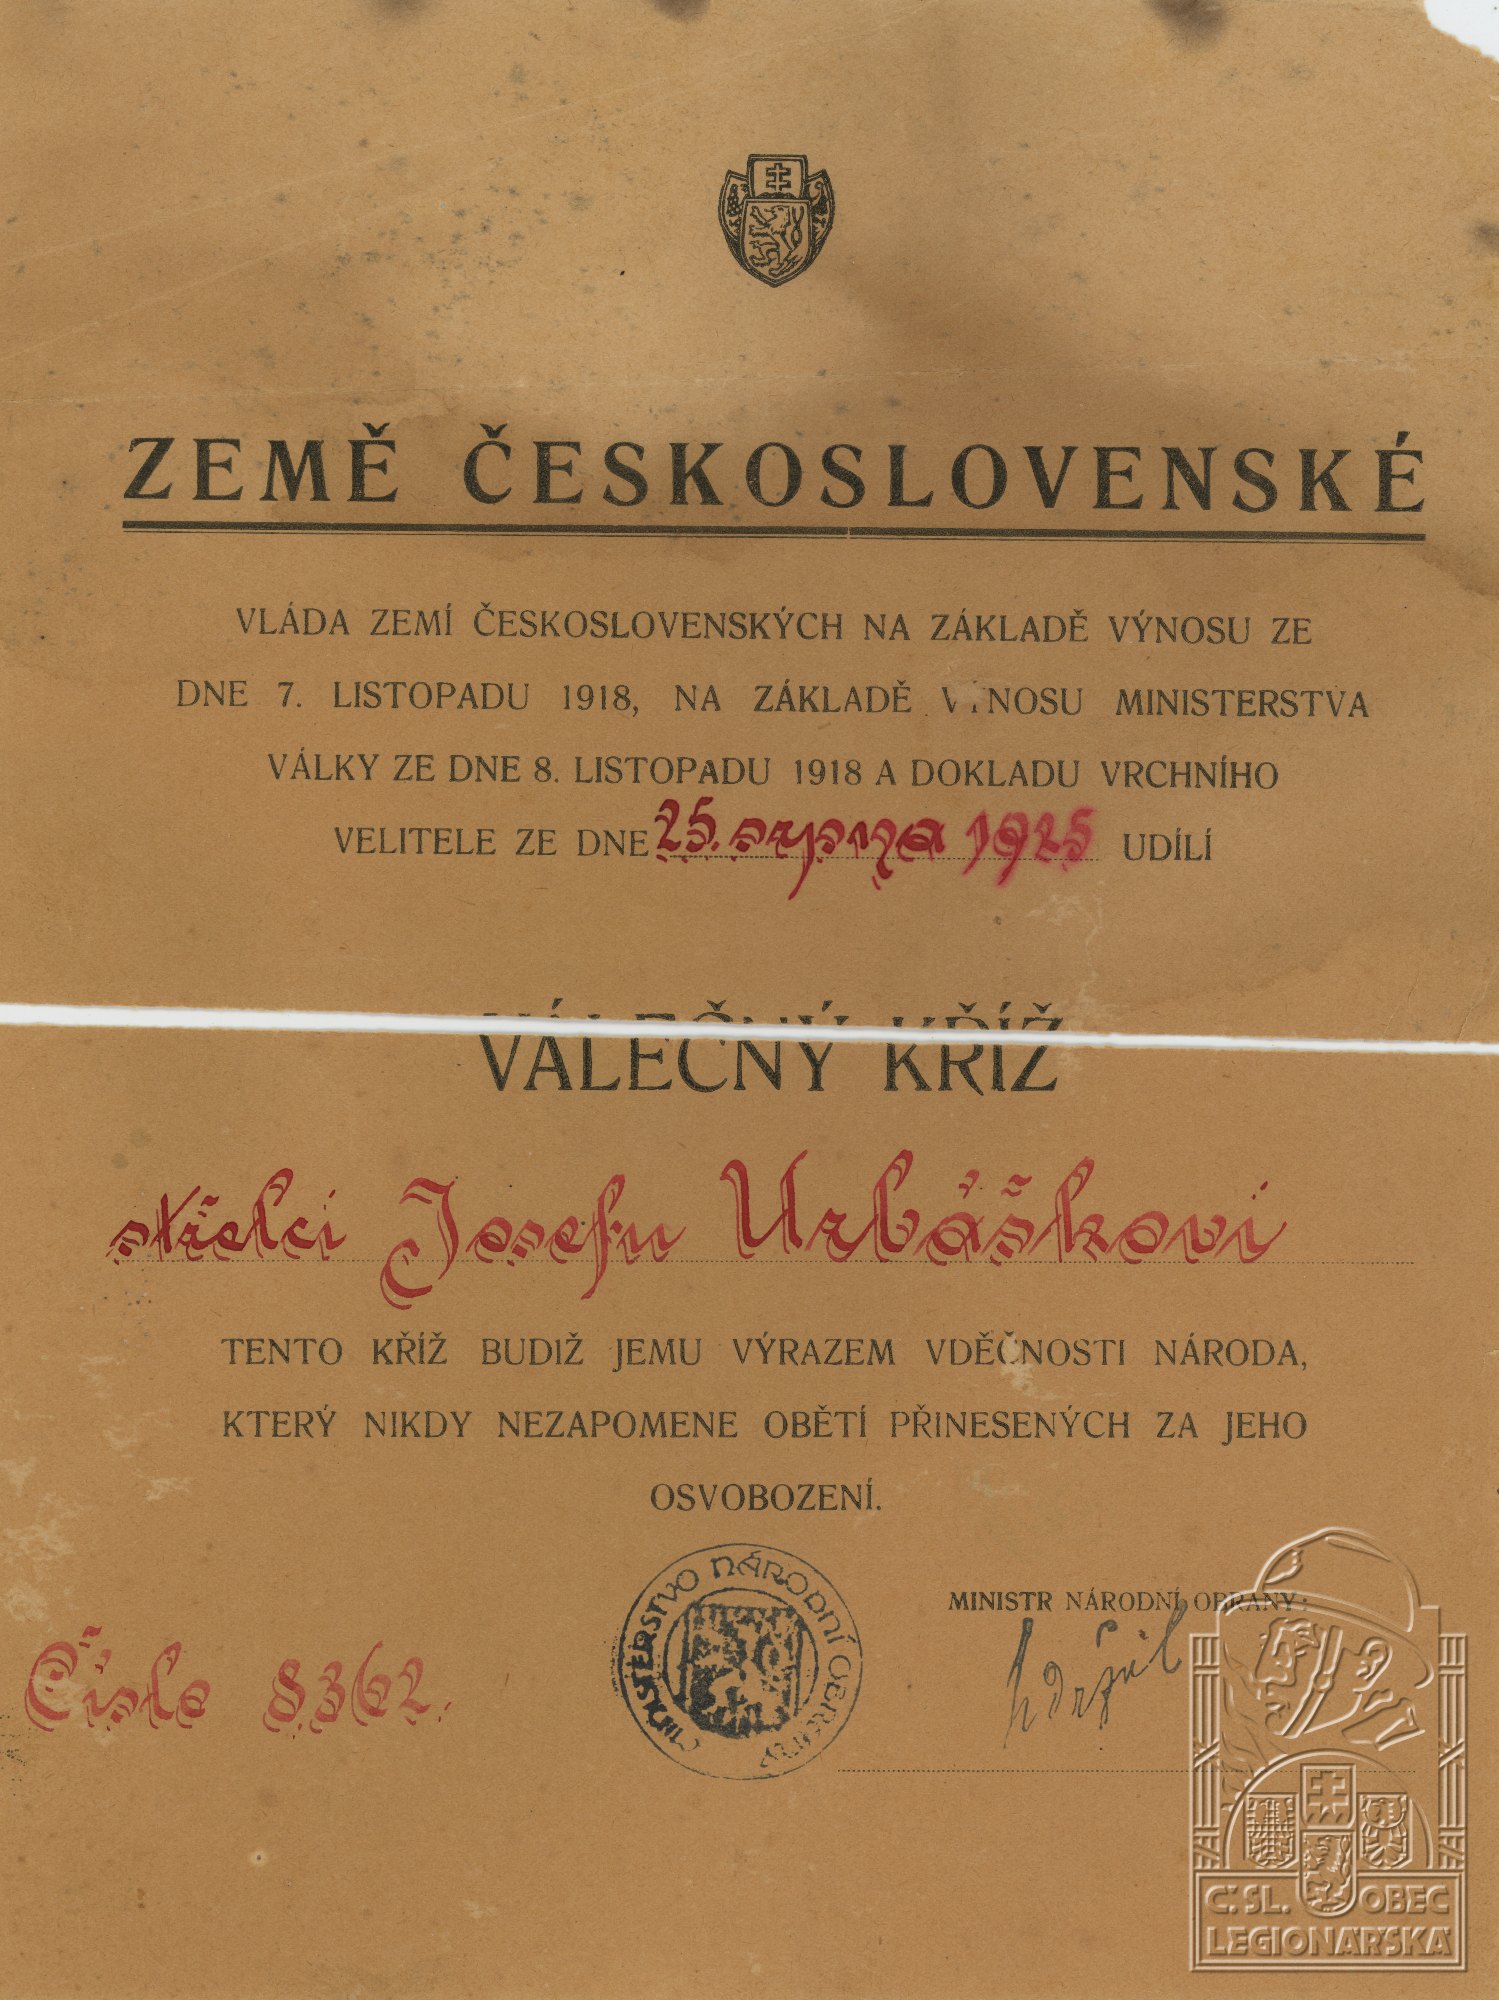 ZEMĚ ČESKOSLOVENSKÉ
VLÁDA ZEMÍ ČESKOSLOVENSKÝCH NA ZÁKLADĚ VÝNOSU ZE
DNE 7. LISTOPADU 1918, NA ZÁKLADĚ VÝNOSU MINISTERSTVA
VÁLKY ZE DNE 8. LISTOPADU 1918 A DOKLADU VRCHNÍHO
VELITELE ZE DNE 25. srpna 1925 UDÍLÍ
VÁLEČNÝ KŘÍŽ
střelci Josefu Urbáškovi
TENTO KŘÍŽ BUDIŽ JEMU VÝRAZEM VDĚČNOSTI NÁRODA,
KTERÝ NIKDY NEZAPOMENE OBĚTÍ PŘINESENÝCH ZA JEHO
OSVOBOZENÍ.
MINISTERSTVO NÁRODNÍ OBRANY
MINISTR NÁRODNÍ OBRANY:
Udržal
Číslo 8362.
Č.SL. OBEC
LEGIONÁŘSKÁ